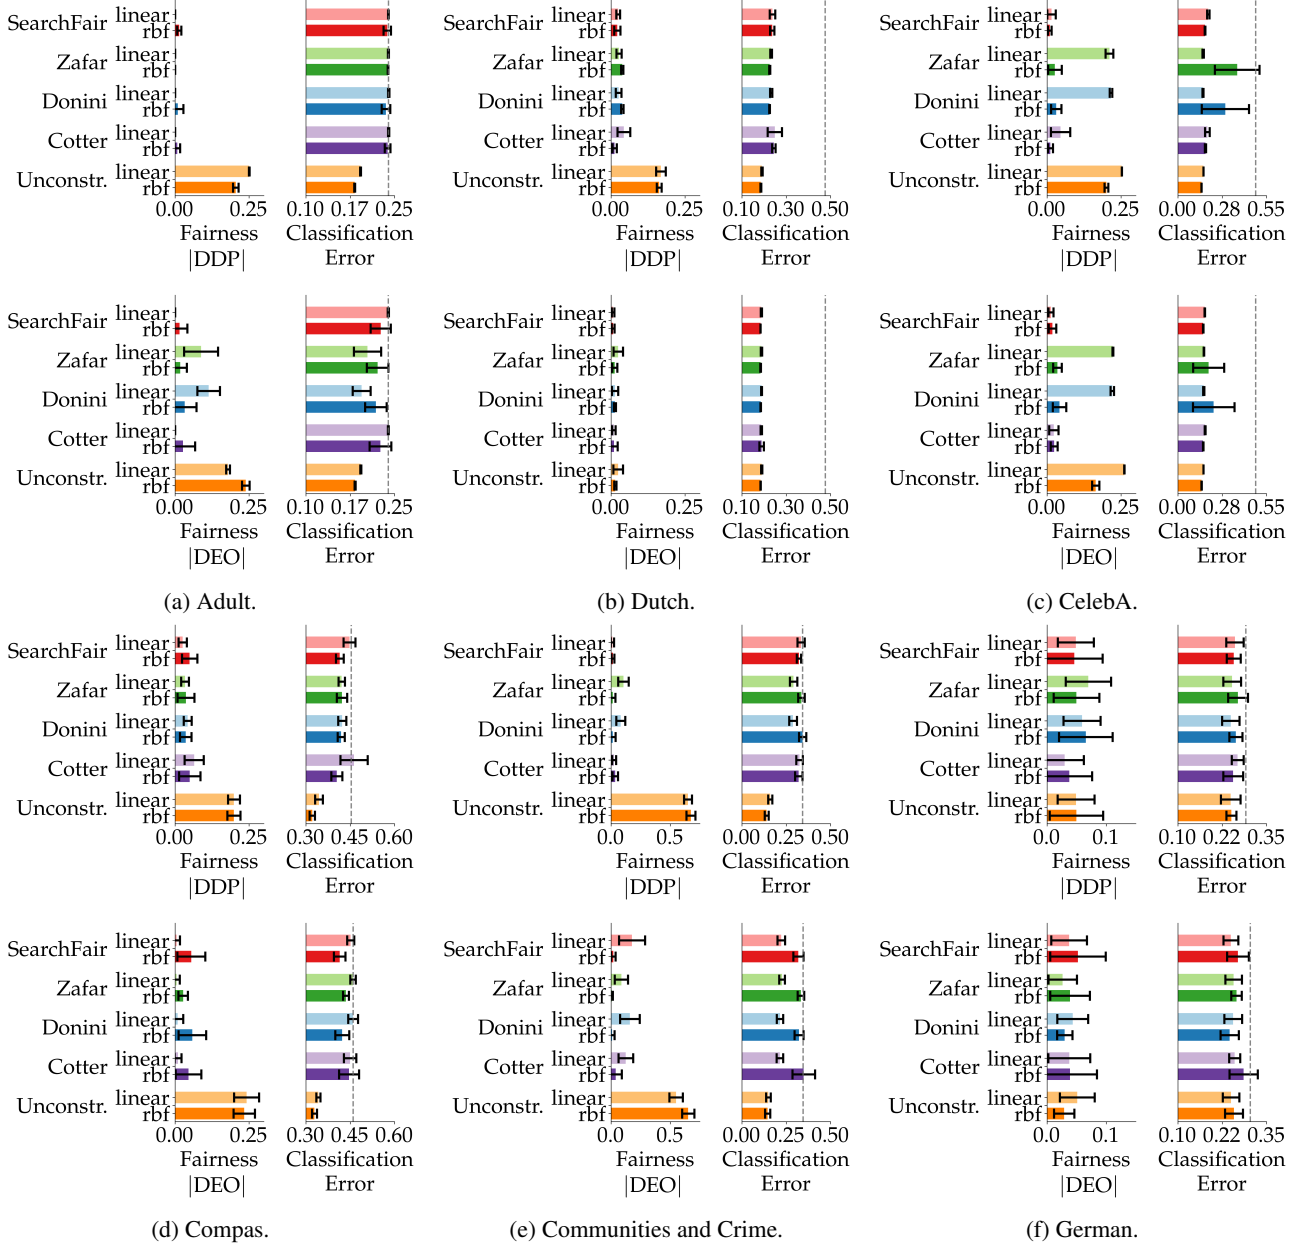 SearchFair linear rbf
Zafar linear rbf
Donini linear rbf
Cotter linear rbf
Unconstr. linear rbf
0.00 0.25 0.10 0.17 0.25
Fairness Classification
|DDP| Error
linear rbf
linear rbf
linear rbf
linear rbf
linear rbf
0.00 0.25 0.10 0.30 0.50
Fairness Classification
|DDP| Error
linear rbf
linear rbf
linear rbf
linear rbf
linear rbf
SearchFair
Zafar
Donini
Cotter
Unconstr.
SearchFair
Zafar
Donini
Cotter
Unconstr.
0.00 0.25 0.00 0.28 0.55
Fairness Classification
|DDP| Error
SearchFair linear rbf
Zafar linear rbf
Donini linear rbf
Cotter linear rbf
Unconstr. linear rbf
0.00 0.25 0.10 0.17 0.25
Fairness Classification
|DEO| Error
(a) Adult.
SearchFair linear rbf
Zafar linear rbf
Donini linear rbf
Cotter linear rbf
Unconstr. linear rbf
0.00 0.25 0.10 0.30 0.50
Fairness Classification
|DEO| Error
(b) Dutch.
SearchFair linear rbf
Zafar linear rbf
Donini linear rbf
Cotter linear rbf
Unconstr. linear rbf
0.00 0.25 0.00 0.28 0.55
Fairness Classification
|DEO| Error
(c) CelebA.
SearchFair linear rbf
Zafar linear rbf
Donini linear rbf
Cotter linear rbf
Unconstr. linear rbf
0.00 0.25 0.30 0.45 0.60
Fairness Classification
|DDP| Error
SearchFair linear rbf
Zafar linear rbf
Donini linear rbf
Cotter linear rbf
Unconstr. linear rbf
0.0 0.5 0.00 0.25 0.50
Fairness Classification
|DDP| Error
SearchFair linear rbf
Zafar linear rbf
Donini linear rbf
Cotter linear rbf
Unconstr. linear rbf
0.0 0.1 0.10 0.22 0.35
Fairness Classification
|DDP| Error
SearchFair linear rbf
Zafar linear rbf
Donini linear rbf
Cotter linear rbf
Unconstr. linear rbf
0.00 0.25 0.30 0.45 0.60
Fairness Classification
|DEO| Error
(d) Compas.
SearchFair linear rbf
Zafar linear rbf
Donini linear rbf
Cotter linear rbf
Unconstr. linear rbf
0.0 0.5 0.00 0.25 0.50
Fairness Classification
|DEO| Error
(e) Communities and Crime.
SearchFair linear rbf
Zafar linear rbf
Donini linear rbf
Cotter linear rbf
Unconstr. linear rbf
0.0 0.1 0.10 0.22 0.35
Fairness Classification
|DEO| Error
(f) German.